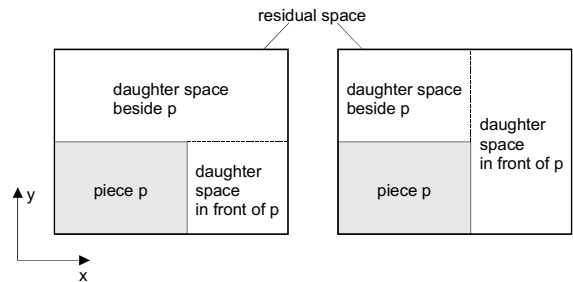 residual space
daughter space
beside p
piece p
daughter
space
in front of p
daughter space
beside p
piece p
daughter
space
in front of p
y
x